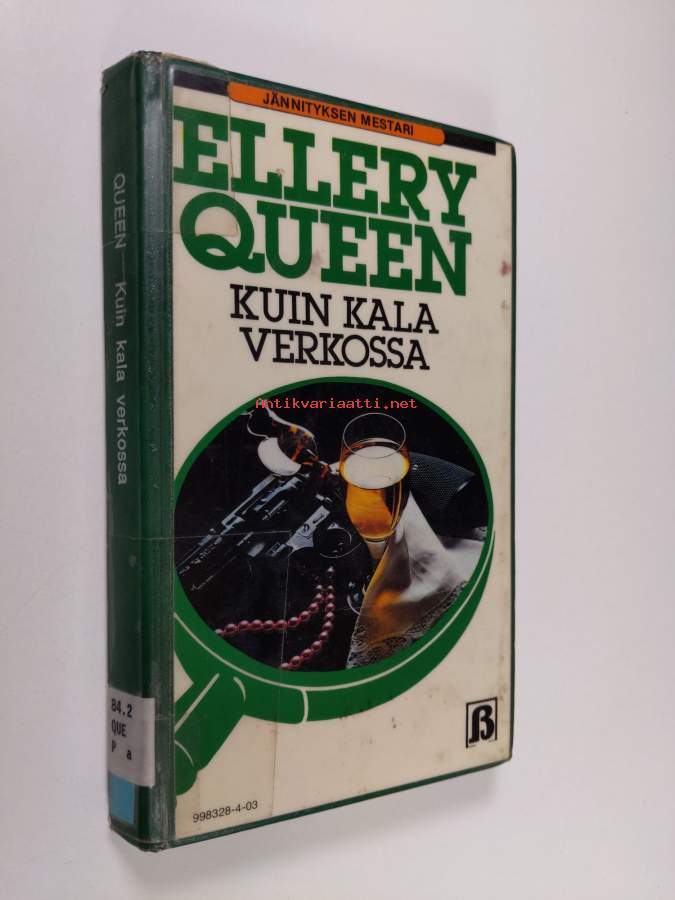 JÄNNITYKSEN MESTARI
ELLERY
QUEEN
KUIN KALA
VERKOSSA
Antikvariaatti.net
998328-4-03
QUEEN Kuin kala verkossa
84.2
QUE
P a